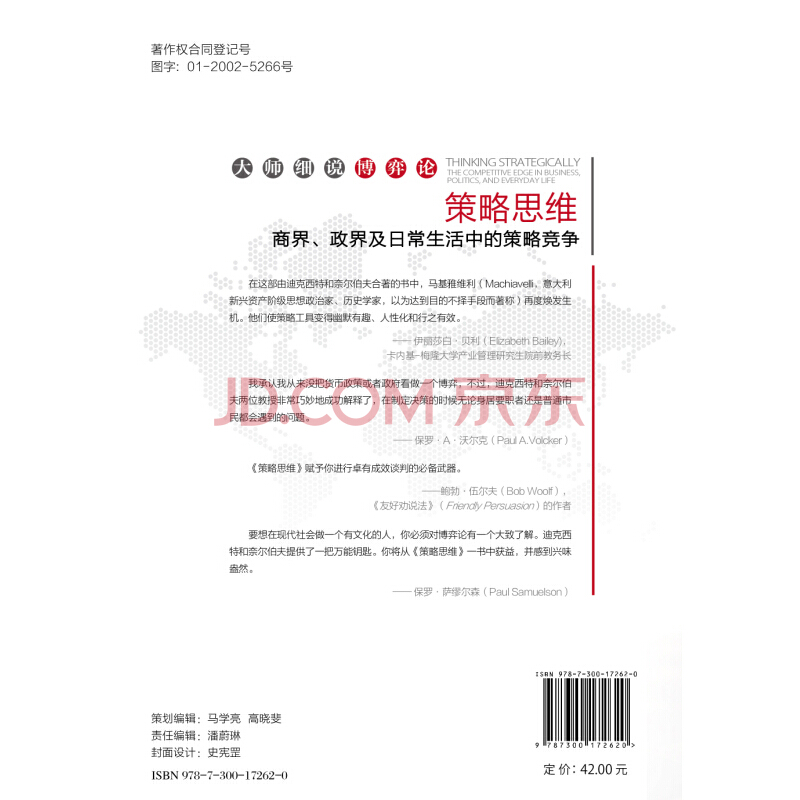 著作权合同登记号
图字：01-2002-5266号
大师细说博弈论
THINKING STRATEGICALLY
THE COMPETITIVE EDGE IN BUSINESS,
POLITICS, AND EVERYDAY LIFE
策略思维
商界、政界及日常生活中的策略竞争
在这部由迪克西特和奈尔伯夫合著的书中，马基雅维利（Machiavelli，意大利
新兴资产阶级思想政治家、历史学家，以为达到目的不择手段而著称）再度焕发生
机。他们使策略工具变得幽默有趣、人性化和行之有效。
——伊丽莎白·贝利（Elizabeth Bailey），
卡内基-梅隆大学产业管理研究生院前教务长
我承认我从来没把货币政策或者政府看做一个博弈，不过，迪克西特和奈尔伯
夫两位教授非常巧妙地成功解释了，在制定决策的时候无论身居要职者还是普通市
民都会遇到的问题。
JD.COM 京东
——保罗·A·沃尔克（Paul A.Volcker）
《策略思维》赋予你进行卓有成效谈判的必备武器。
——鲍勃·伍尔夫（Bob Woolf），
《友好劝说法》（Friendly Persuasion）的作者
要想在现代社会做一个有文化的人，你必须对博弈论有一个大致了解。迪克西
特和奈尔伯夫提供了一把万能钥匙。你将从《策略思维》一书中获益，并感到兴味
盎然。
——保罗·萨缪尔森（Paul Samuelson）
ISBN 978-7-300-17262-0
9 787300 172620>
定价：42.00元
策划编辑：马学亮 高晓斐
责任编辑：潘蔚琳
封面设计：史宪罡
ISBN 978-7-300-17262-0